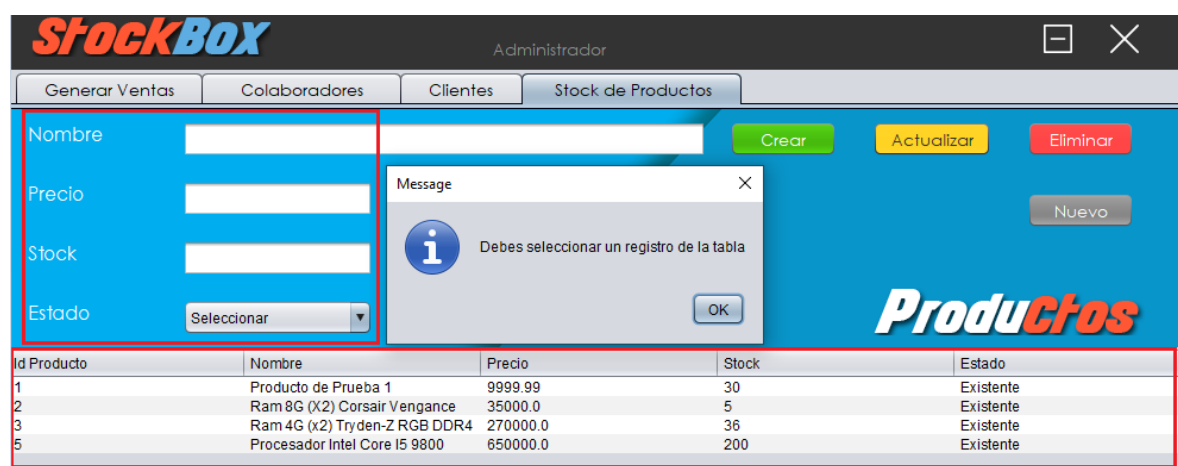 StockBox
Administrador
Generar Ventas Colaboradores Clientes Stock de Productos
Nombre
Crear Actualizar Eliminar
Precio
Message
Nuevo
Stock
Debes seleccionar un registro de la tabla
Estado
Seleccionar
OK
Productos
Id Producto Nombre Precio Stock Estado
1 Producto de Prueba 1 9999.99 30 Existente
2 Ram 8G (X2) Corsair Vengance 35000.0 5 Existente
3 Ram 4G (x2) Tryden-Z RGB DDR4 270000.0 36 Existente
5 Procesador Intel Core I5 9800 650000.0 200 Existente